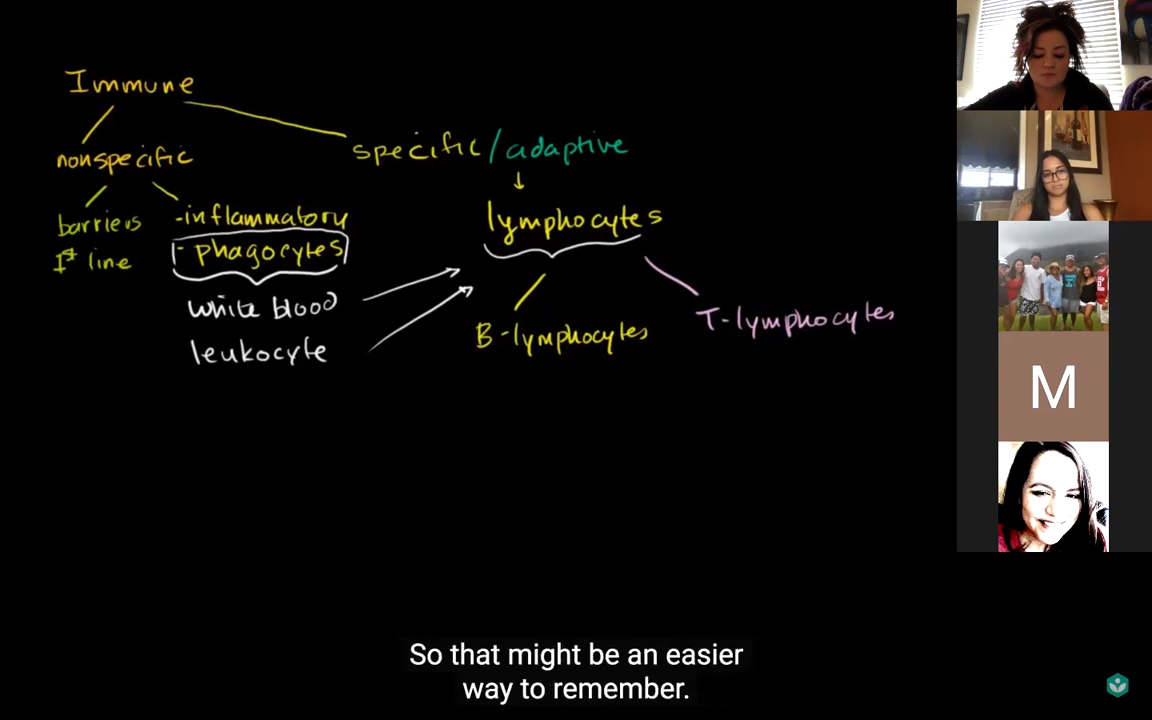 Immune
nonspecific
specific/adaptive
barriers
1st line
-inflammatory
- phagocytes
white blood
leukocyte
lymphocytes
B-lymphocytes
T-lymphocytes
M
So that might be an easier
way to remember.